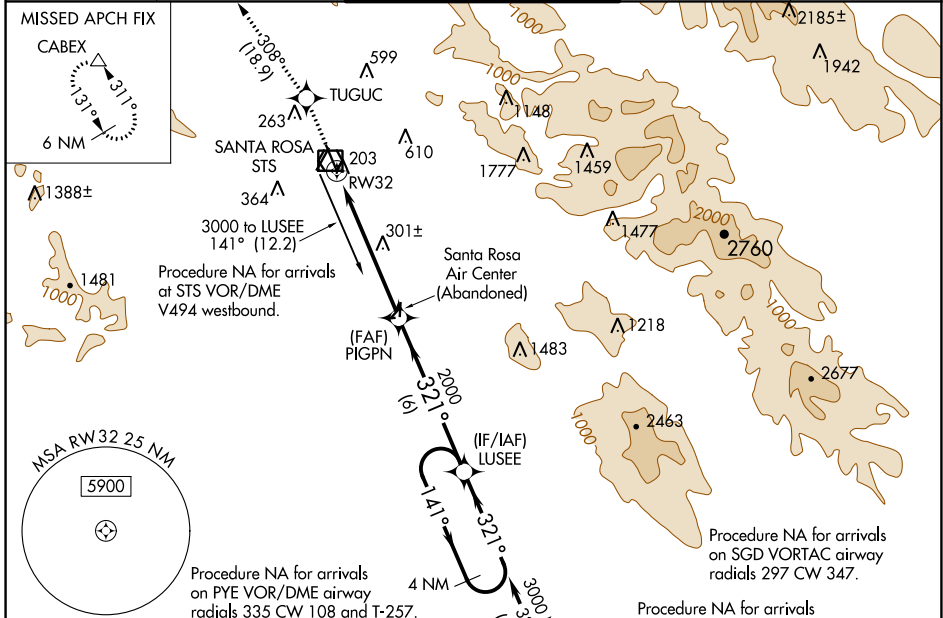 MISSED APCH FIX
CABEX
311°
131°
6 NM
308°
(18.9)
TUGUC
599
263
SANTA ROSA
STS
203
RW32
610
364
3000 to LUSEE
141° (12.2)
301±
Procedure NA for arrivals
at STS VOR/DME
V494 westbound.
Santa Rosa
Air Center
(Abandoned)
(FAF)
PIGPN
2000
321°
(6)
(IF/IAF)
LUSEE
141°
321°
4 NM
3000
1000
1148
1777
1459
1000
2185±
1942
1477
2000
2760
1000
1218
1483
2677
1000
2463
1388±
1481
1000
MSA RW32 25 NM
5900
Procedure NA for arrivals
on PYE VOR/DME airway
radials 335 CW 108 and T-257.
Procedure NA for arrivals
on SGD VORTAC airway
radials 297 CW 347.
Procedure NA for arrivals